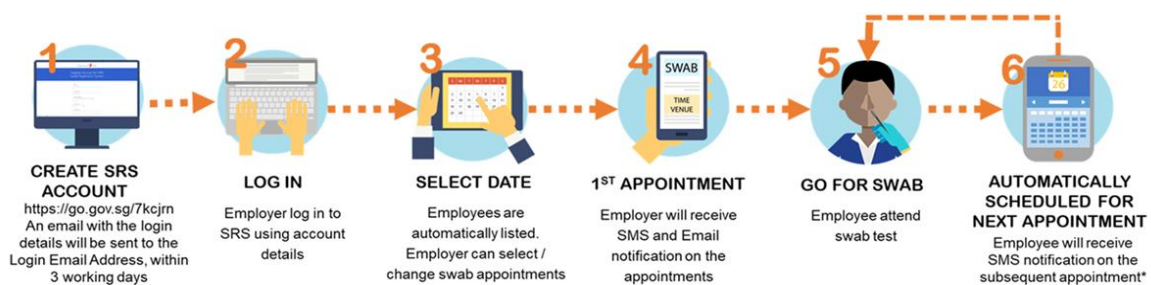 1
CREATE SRS
ACCOUNT
https://go.gov.sg/7kcjrn
An email with the login
details will be sent to the
Login Email Address, within
3 working days
2
LOG IN
Employer log in to
SRS using account
details
3
SELECT DATE
Employees are
automatically listed.
Employer can select /
change swab appointments
4
SWAB
TIME
VENUE
1ST APPOINTMENT
Employer will receive
SMS and Email
notification on the
appointments
5
GO FOR SWAB
Employee attend
swab test
6
26
AUTOMATICALLY
SCHEDULED FOR
NEXT APPOINTMENT
Employee will receive
SMS notification on the
subsequent appointment*